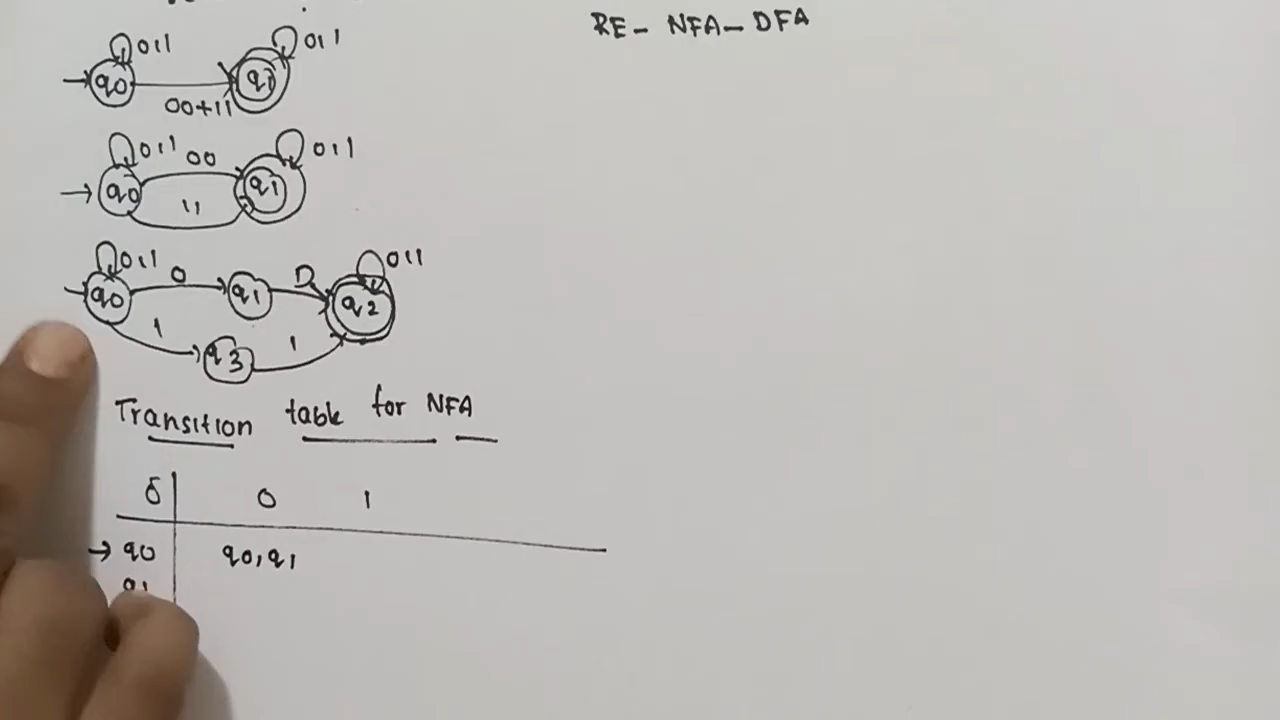 RE - NFA - DFA
0,1 0,1
q0 q1
00+11
0,1 00 0,1
q0 q1
11
0,1 0 0 0,1
q0 q1 q2
1 1
q3
Transition table for NFA
δ 0 1
→ q0 q0,q1
q1